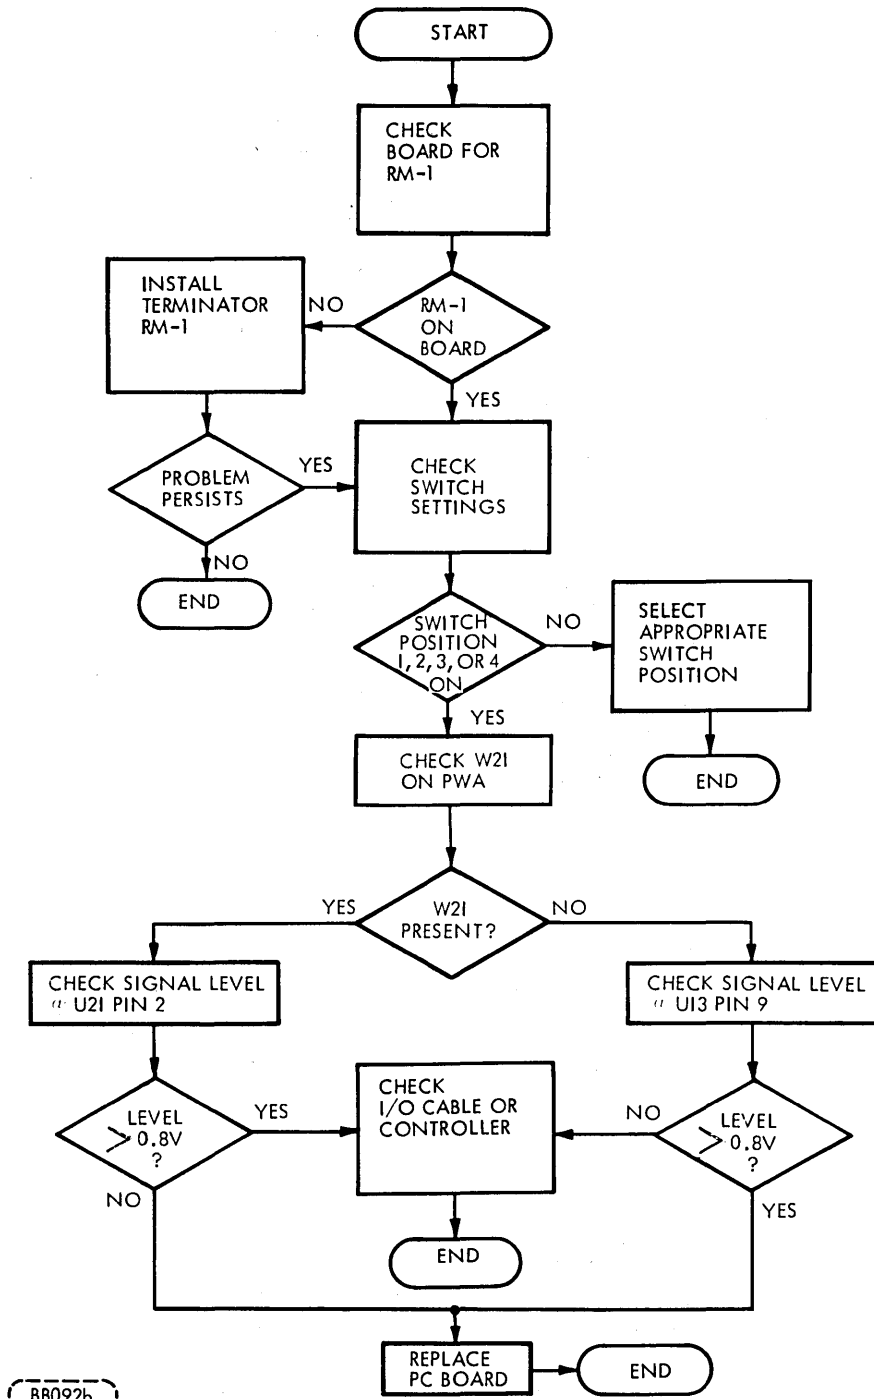 START
CHECK
BOARD FOR
RM-1
INSTALL
TERMINATOR
RM-1
NO
RM-1
ON
BOARD
YES
PROBLEM
PERSISTS
YES
CHECK
SWITCH
SETTINGS
NO
END
SWITCH
POSITION
1, 2, 3, OR 4
ON
NO
SELECT
APPROPRIATE
SWITCH
POSITION
YES
END
CHECK W21
ON PWA
YES
W21
PRESENT?
NO
CHECK SIGNAL LEVEL
@ U21 PIN 2
CHECK SIGNAL LEVEL
@ U13 PIN 9
LEVEL
> 0.8V
?
YES
NO
CHECK
I/O CABLE OR
CONTROLLER
NO
LEVEL
> 0.8V
?
YES
END
REPLACE
PC BOARD
END
BB092b